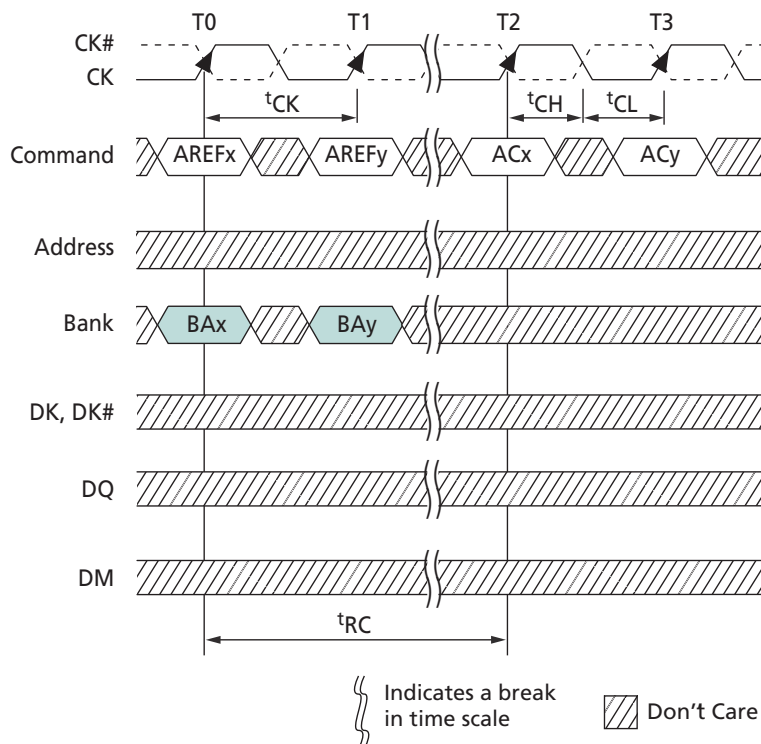 T0 T1 T2 T3
CK#
CK
tCK tCH tCL
Command AREFx AREFy ACx ACy
Address
Bank BAx BAy
DK, DK#
DQ
DM
tRC
Indicates a break
in time scale
Don't Care